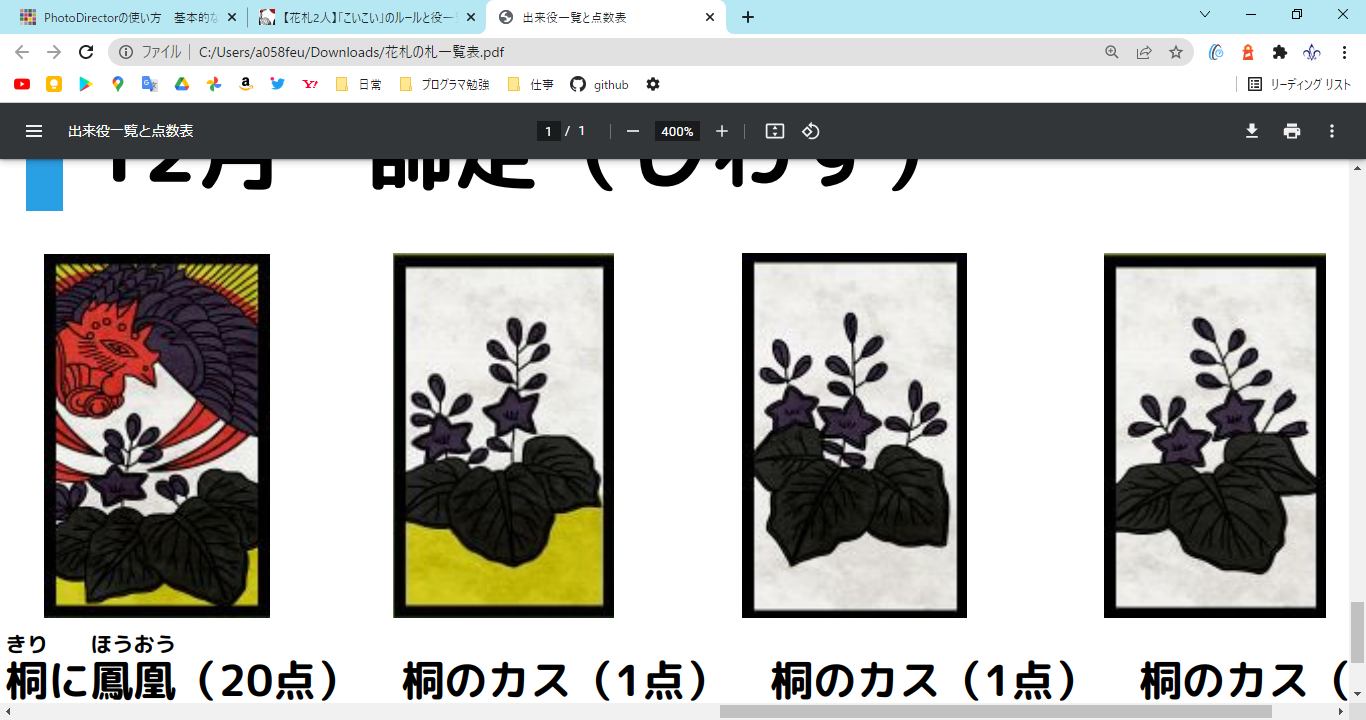 PhotoDirectorの使い方　基本的な
【花札2人】「こいこい」のルールと役一
出来役一覧と点数表
ファイル | C:/Users/a058feu/Downloads/花札の札一覧表.pdf
日常
プログラマ勉強
仕事
github
リーディング リスト
出来役一覧と点数表
1 / 1
400%
12月　師走（しわす）
きり　ほうおう
桐に鳳凰（20点）
桐のカス（1点）
桐のカス（1点）
桐のカス（